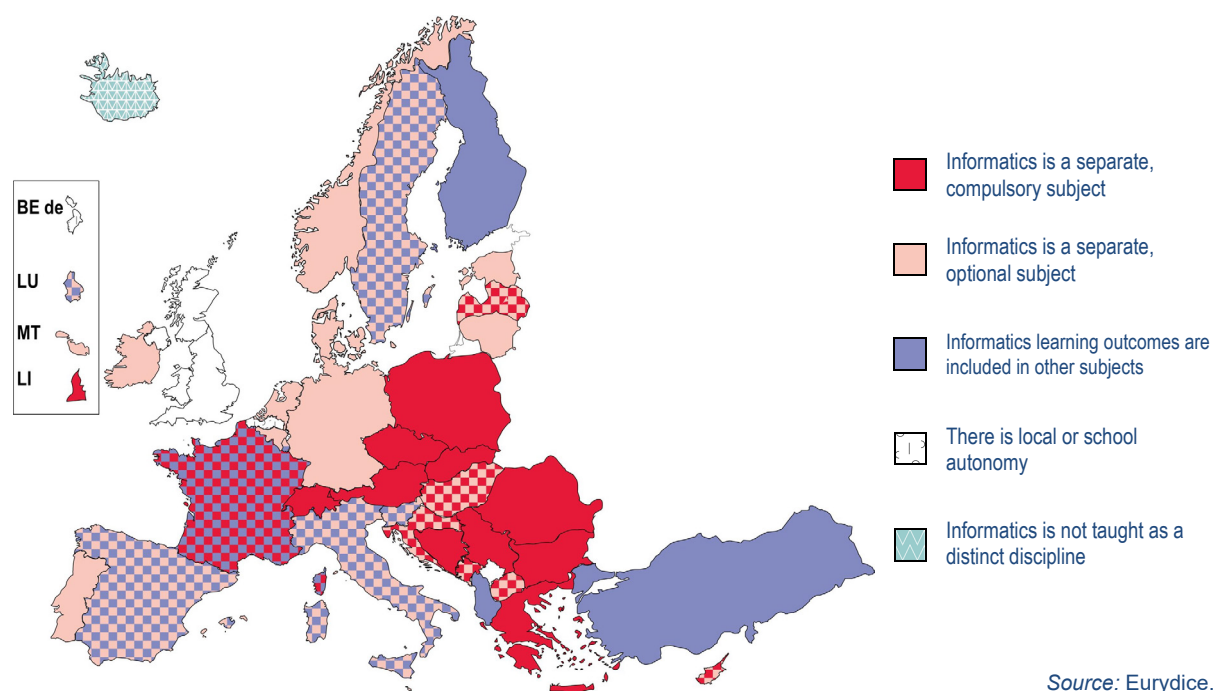 BE de
LU
MT
LI
Informatics is a separate,
compulsory subject
Informatics is a separate,
optional subject
Informatics learning outcomes are
included in other subjects
There is local or school
autonomy
Informatics is not taught as a
distinct discipline
Source: Eurydice.